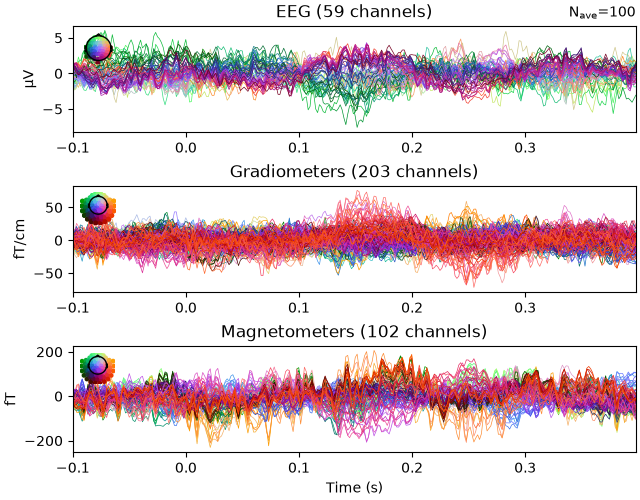 EEG (59 channels)
Nave=100
5
0
−5
µV
−0.1 0.0 0.1 0.2 0.3
Gradiometers (203 channels)
50
0
−50
fT/cm
−0.1 0.0 0.1 0.2 0.3
Magnetometers (102 channels)
200
0
−200
fT
−0.1 0.0 0.1 0.2 0.3
Time (s)